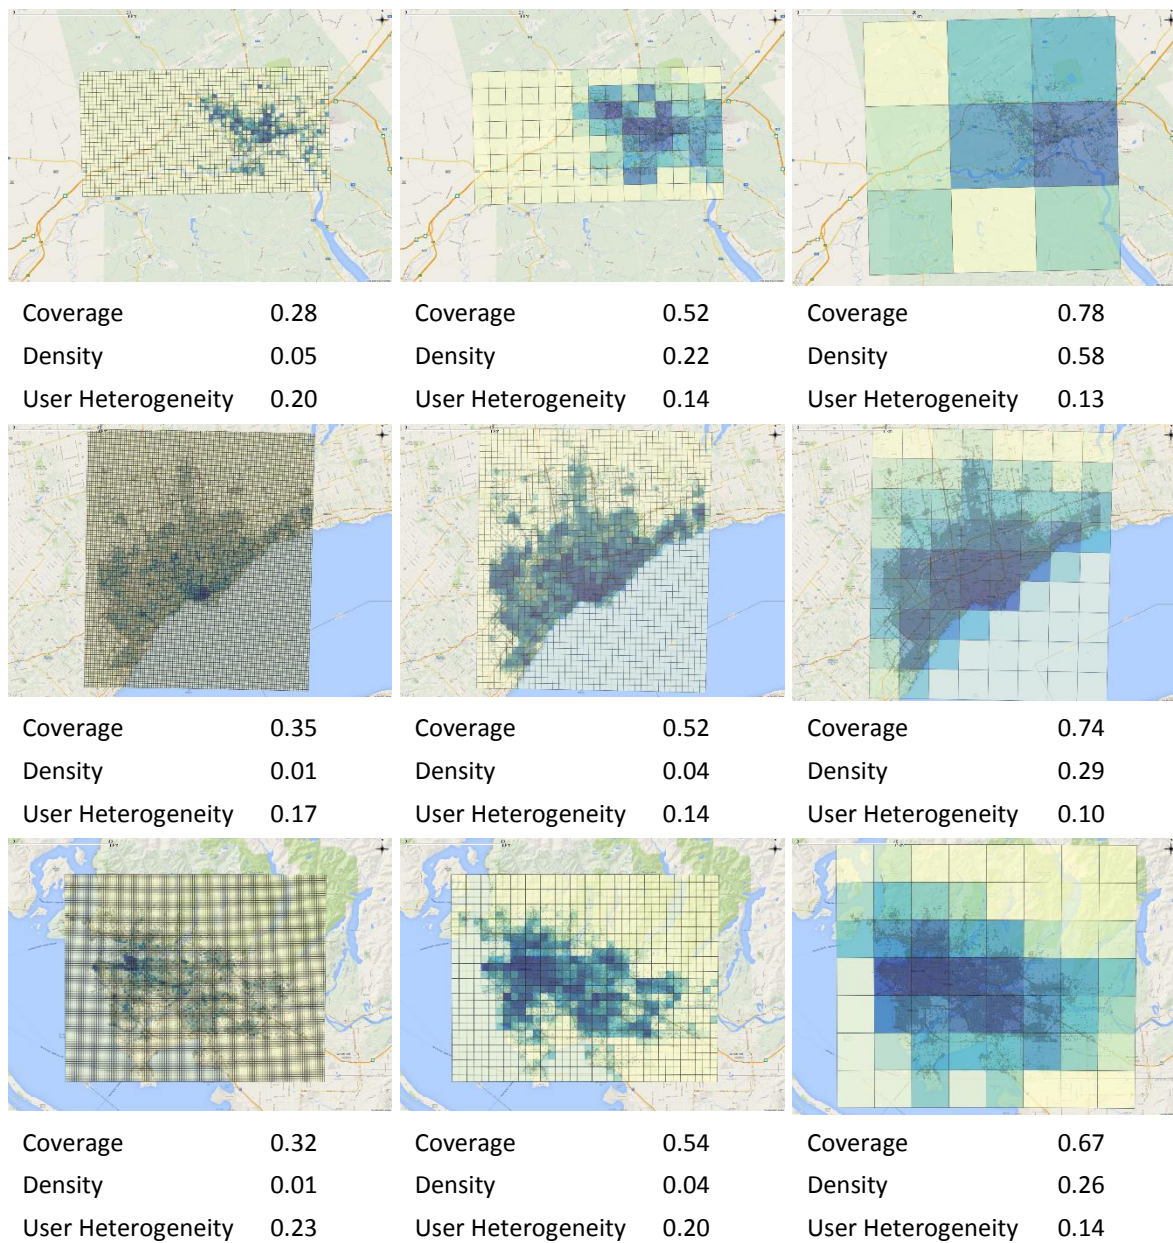 Coverage 0.28 Coverage 0.52 Coverage 0.78
Density 0.05 Density 0.22 Density 0.58
User Heterogeneity 0.20 User Heterogeneity 0.14 User Heterogeneity 0.13
Coverage 0.35 Coverage 0.52 Coverage 0.74
Density 0.01 Density 0.04 Density 0.29
User Heterogeneity 0.17 User Heterogeneity 0.14 User Heterogeneity 0.10
Coverage 0.32 Coverage 0.54 Coverage 0.67
Density 0.01 Density 0.04 Density 0.26
User Heterogeneity 0.23 User Heterogeneity 0.20 User Heterogeneity 0.14